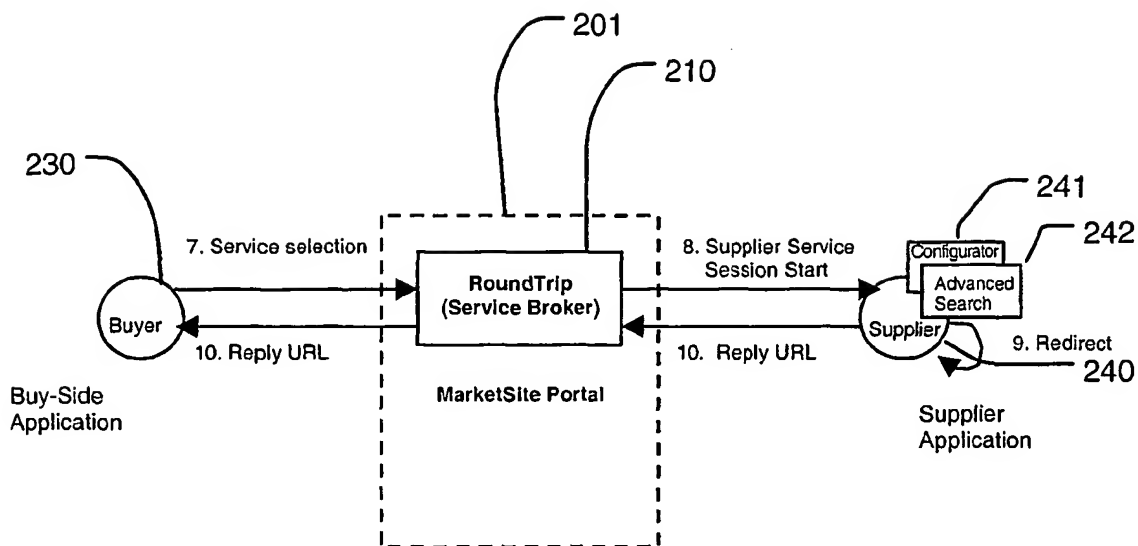 201
210
230
241
242
7. Service selection
8. Supplier Service
Session Start
Configurator
Advanced
Search
RoundTrip
(Service Broker)
Buyer
Supplier
10. Reply URL
10. Reply URL
9. Redirect
240
MarketSite Portal
Buy-Side
Application
Supplier
Application